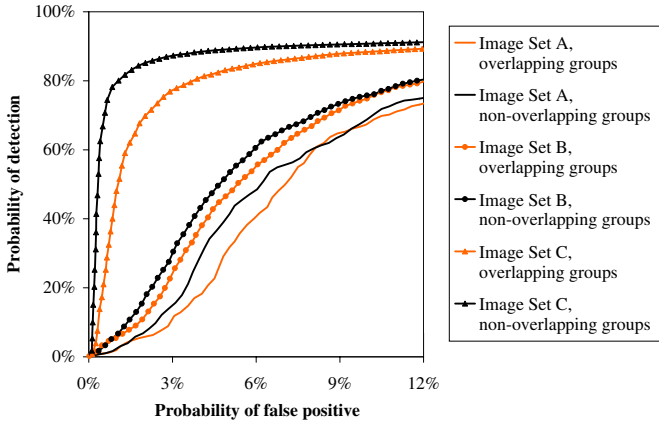 100%
80%
60%
40%
20%
0%
0%
3%
6%
9%
12%
Probability of detection
Probability of false positive
Image Set A,
overlapping groups
Image Set A,
non-overlapping groups
Image Set B,
overlapping groups
Image Set B,
non-overlapping groups
Image Set C,
overlapping groups
Image Set C,
non-overlapping groups